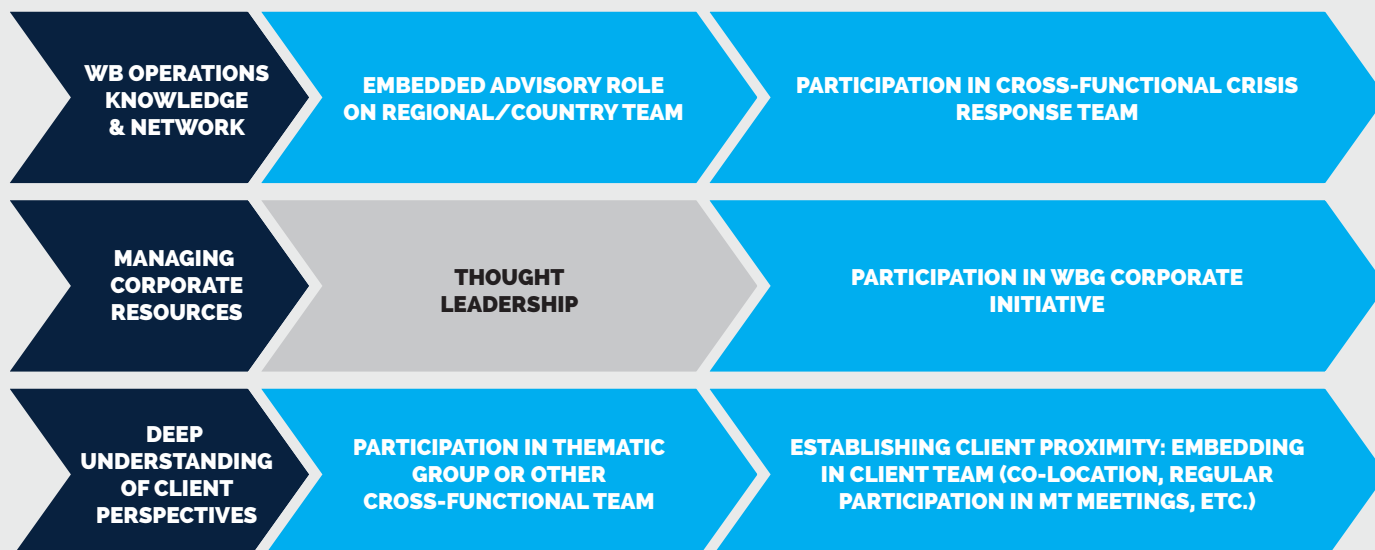 WB OPERATIONS
KNOWLEDGE
& NETWORK
EMBEDDED ADVISORY ROLE
ON REGIONAL/COUNTRY TEAM
PARTICIPATION IN CROSS-FUNCTIONAL CRISIS
RESPONSE TEAM
MANAGING
CORPORATE
RESOURCES
THOUGHT
LEADERSHIP
PARTICIPATION IN WBG CORPORATE
INITIATIVE
DEEP
UNDERSTANDING
OF CLIENT
PERSPECTIVES
PARTICIPATION IN THEMATIC
GROUP OR OTHER
CROSS-FUNCTIONAL TEAM
ESTABLISHING CLIENT PROXIMITY: EMBEDDING
IN CLIENT TEAM (CO-LOCATION, REGULAR
PARTICIPATION IN MT MEETINGS, ETC.)